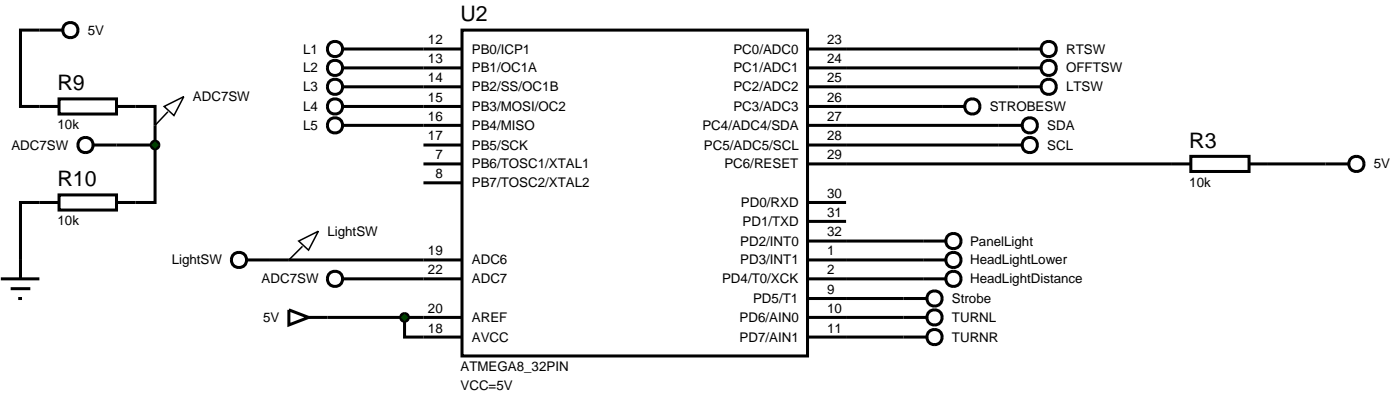 5V
R9
10k
ADC7SW
ADC7SW
R10
10k
U2
L1 12 PB0/ICP1
L2 13 PB1/OC1A
L3 14 PB2/SS/OC1B
L4 15 PB3/MOSI/OC2
L5 16 PB4/MISO
17 PB5/SCK
7 PB6/TOSC1/XTAL1
8 PB7/TOSC2/XTAL2
LightSW
LightSW 19 ADC6
ADC7SW 22 ADC7
5V 20 AREF
18 AVCC
PC0/ADC0 23 RTSW
PC1/ADC1 24 OFFTSW
PC2/ADC2 25 LTSW
PC3/ADC3 26 STROBESW
PC4/ADC4/SDA 27 SDA
PC5/ADC5/SCL 28 SCL
PC6/RESET 29
PD0/RXD 30
PD1/TXD 31
PD2/INT0 32 PanelLight
PD3/INT1 1 HeadLightLower
PD4/T0/XCK 2 HeadLightDistance
PD5/T1 9 Strobe
PD6/AIN0 10 TURNL
PD7/AIN1 11 TURNR
ATMEGA8_32PIN
VCC=5V
R3
10k
5V